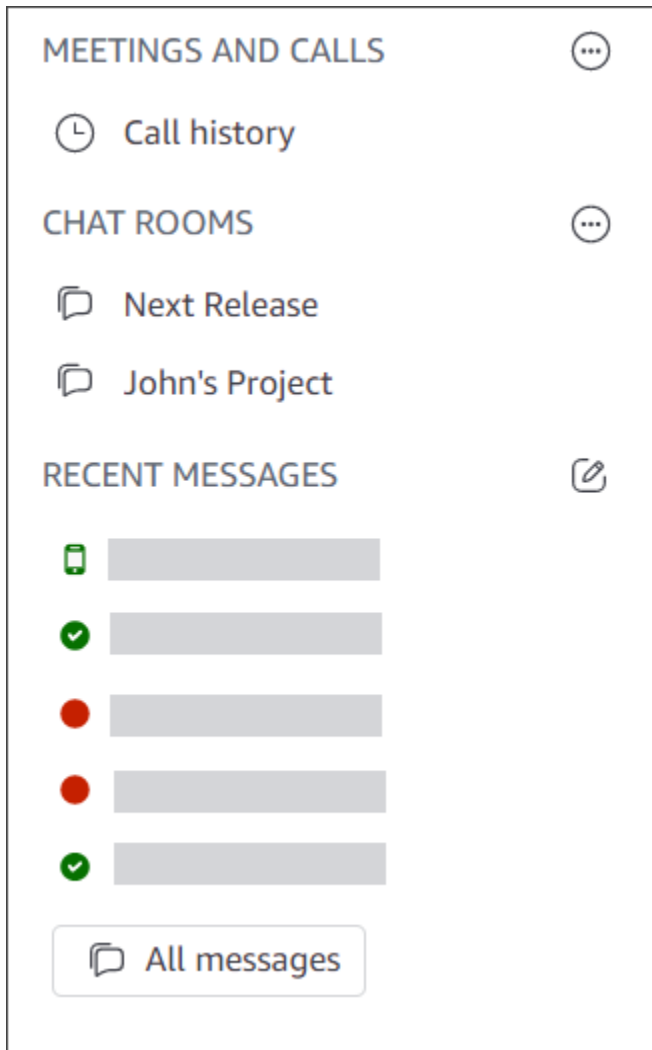 MEETINGS AND CALLS
Call history
CHAT ROOMS
Next Release
John's Project
RECENT MESSAGES
All messages